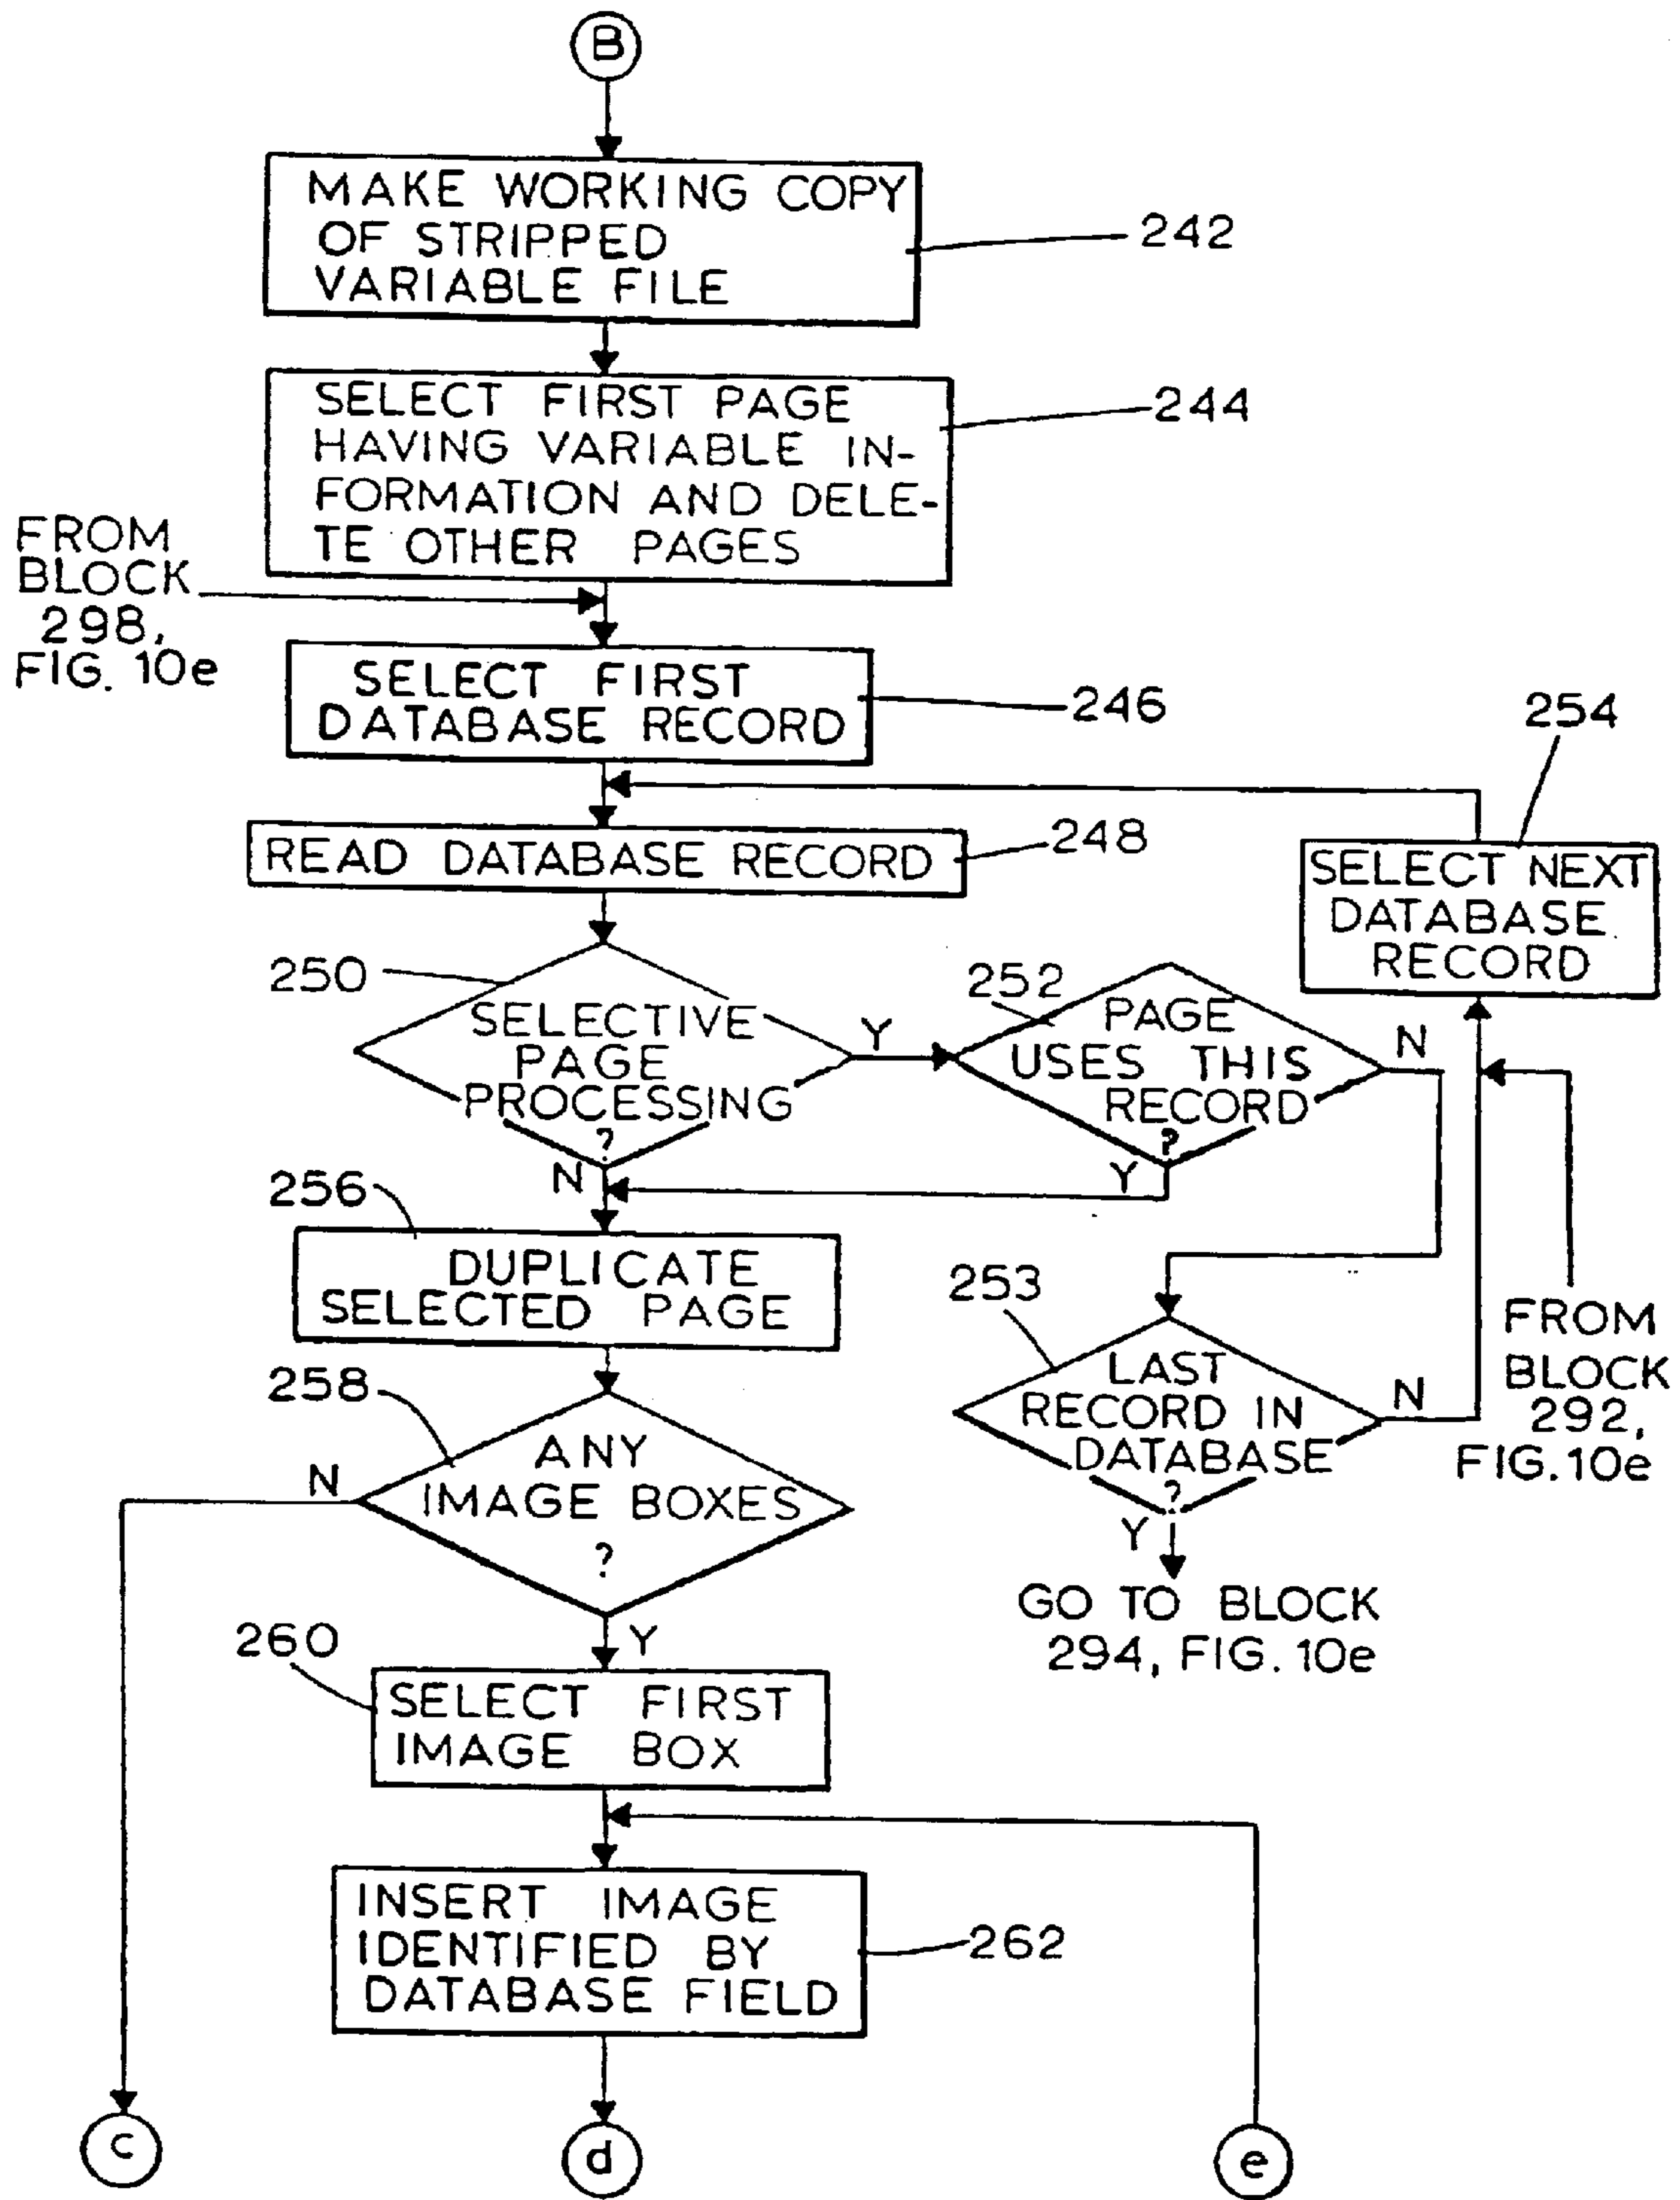 B
MAKE WORKING COPY
OF STRIPPED
VARIABLE FILE
242
SELECT FIRST PAGE
HAVING VARIABLE IN-
FORMATION AND DELE-
TE OTHER PAGES
244
FROM
BLOCK
298,
FIG. 10e
SELECT FIRST
DATABASE RECORD
246
254
READ DATABASE RECORD
248
SELECT NEXT
DATABASE
RECORD
250
SELECTIVE
PAGE
PROCESSING
?
Y
N
252
PAGE
USES THIS
RECORD
?
N
Y
256
DUPLICATE
SELECTED PAGE
253
LAST
RECORD IN
DATABASE
?
N
Y
FROM
BLOCK
292,
FIG. 10e
GO TO BLOCK
294, FIG. 10e
258
ANY
IMAGE BOXES
?
N
Y
260
SELECT FIRST
IMAGE BOX
INSERT IMAGE
IDENTIFIED BY
DATABASE FIELD
262
c
d
e